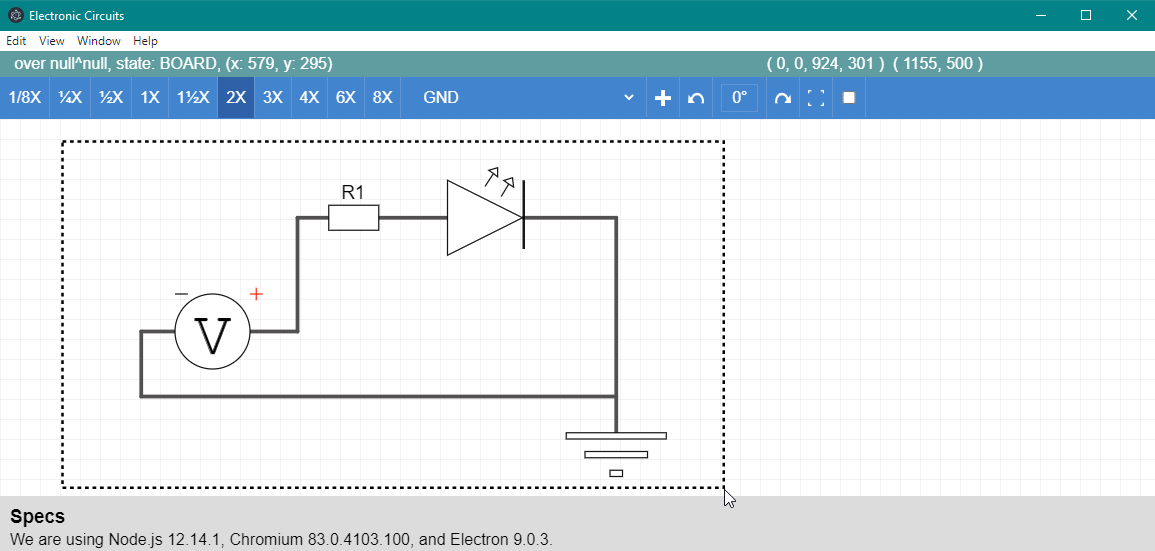 Electronic Circuits
Edit View Window Help
over null^null, state: BOARD, (x: 579, y: 295) ( 0, 0, 924, 301 ) ( 1155, 500 )
1/8X ¼X ½X 1X 1½X 2X 3X 4X 6X 8X GND 0°
R1
− +
V
Specs
We are using Node.js 12.14.1, Chromium 83.0.4103.100, and Electron 9.0.3.